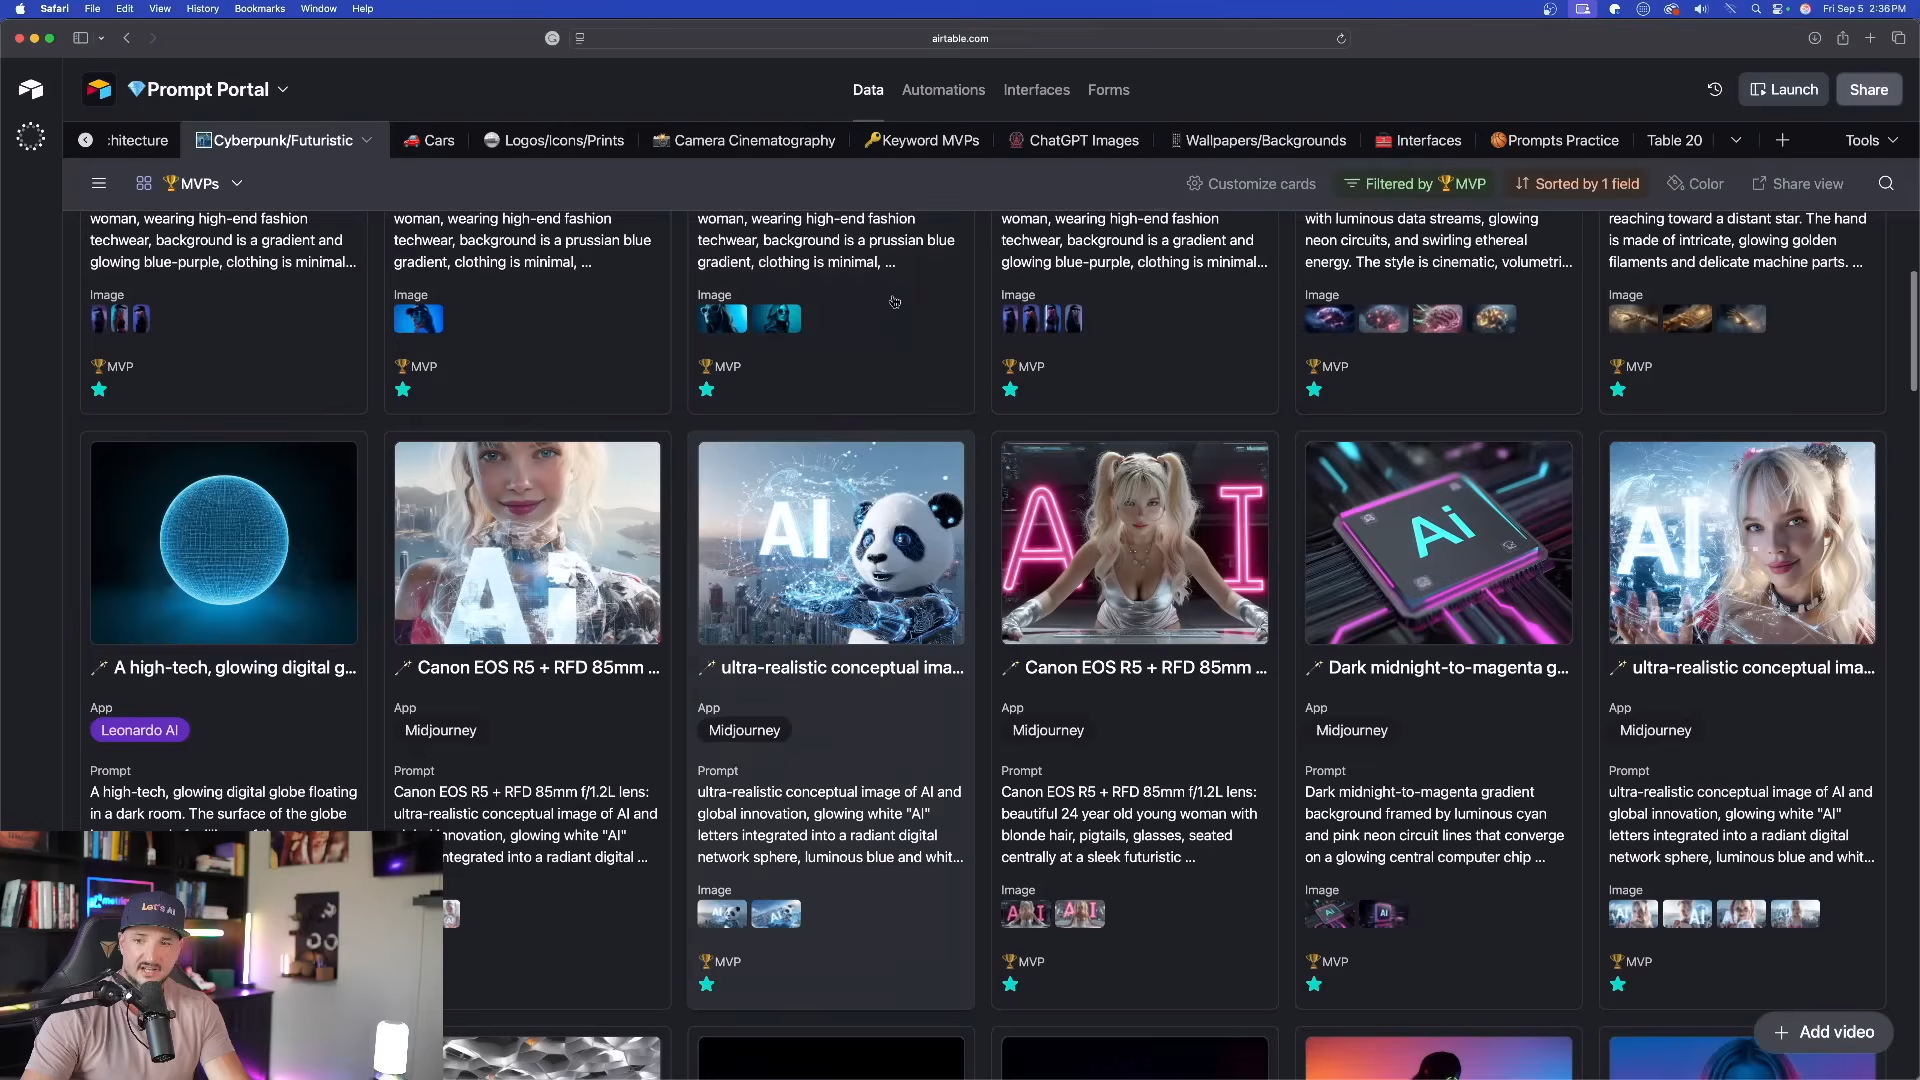 Safari File Edit View History Bookmarks Window Help Fri Sep 5 2:36 PM
airtable.com
Prompt Portal Data Automations Interfaces Forms Launch Share
:hitecture Cyberpunk/Futuristic Cars Logos/Icons/Prints Camera Cinematography Keyword MVPs ChatGPT Images Wallpapers/Backgrounds Interfaces Prompts Practice Table 20 Tools
MVPs Customize cards Filtered by MVP Sorted by 1 field Color Share view
woman, wearing high-end fashion
techwear, background is a gradient and
glowing blue-purple, clothing is minimal...
Image
MVP
woman, wearing high-end fashion
techwear, background is a prussian blue
gradient, clothing is minimal, ...
Image
MVP
woman, wearing high-end fashion
techwear, background is a prussian blue
gradient, clothing is minimal, ...
Image
MVP
woman, wearing high-end fashion
techwear, background is a gradient and
glowing blue-purple, clothing is minimal...
Image
MVP
with luminous data streams, glowing
neon circuits, and swirling ethereal
energy. The style is cinematic, volumetri...
Image
MVP
reaching toward a distant star. The hand
is made of intricate, glowing golden
filaments and delicate machine parts. ...
Image
MVP
A high-tech, glowing digital g...
App
Leonardo AI
Prompt
A high-tech, glowing digital globe floating
in a dark room. The surface of the globe
Ai
Canon EOS R5 + RFD 85mm ...
App
Midjourney
Prompt
Canon EOS R5 + RFD 85mm f/1.2L lens:
ultra-realistic conceptual image of AI and
innovation, glowing white "AI"
ntegrated into a radiant digital ...
AI
ultra-realistic conceptual ima...
App
Midjourney
Prompt
ultra-realistic conceptual image of AI and
global innovation, glowing white "AI"
letters integrated into a radiant digital
network sphere, luminous blue and whit...
Image
MVP
AI
Canon EOS R5 + RFD 85mm ...
App
Midjourney
Prompt
Canon EOS R5 + RFD 85mm f/1.2L lens:
beautiful 24 year old young woman with
blonde hair, pigtails, glasses, seated
centrally at a sleek futuristic ...
Image
MVP
Ai
Dark midnight-to-magenta g...
App
Midjourney
Prompt
Dark midnight-to-magenta gradient
background framed by luminous cyan
and pink neon circuit lines that converge
on a glowing central computer chip ...
Image
MVP
AI
ultra-realistic conceptual ima...
App
Midjourney
Prompt
ultra-realistic conceptual image of AI and
global innovation, glowing white "AI"
letters integrated into a radiant digital
network sphere, luminous blue and whit...
Image
MVP
Let's AI
Add video